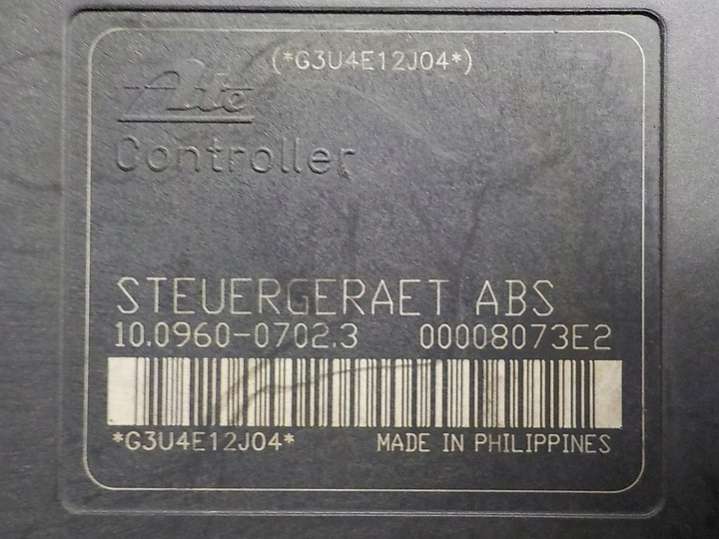 (*G3U4E12J04*)
Ate
Controller
STEUERGERAET ABS
10.0960-0702.3 00008073E2
*G3U4E12J04* MADE IN PHILIPPINES